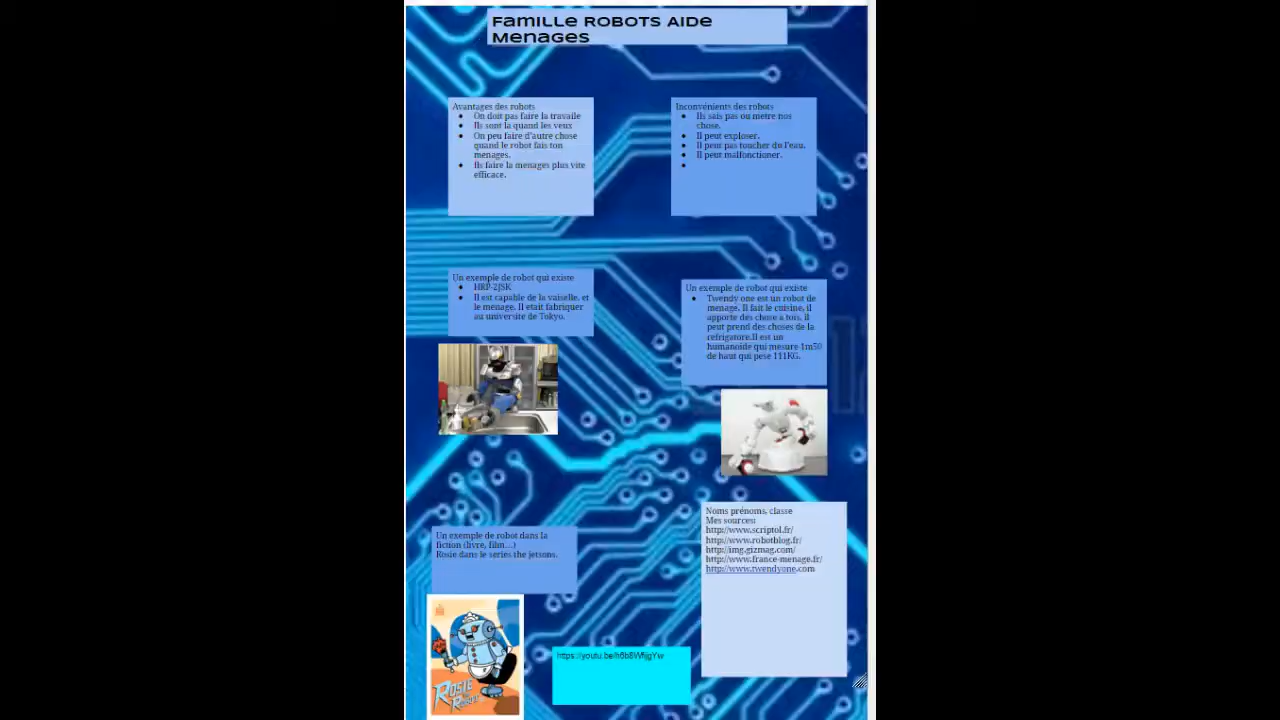 Famille ROBOTS AIDE
Menages
Avantages des robots
On doit pas faire la travaile
Ils sont la quand les veux
On peu faire d'autre chose
quand le robot fais ton
menages.
Ils faire la menages plus vite
efficace.
Inconvénients des robots
Ils sais pas ou metre nos
chose.
Il peut exploser.
Il peut pas toucher du l'eau.
Il peut malfonctioner.
Un exemple de robot qui existe
HRP-2JSK
Il est capable de la vaiselle, et
le menage. Il etait fabriquer
au universite de Tokyo.
Un exemple de robot qui existe
Twendy one est un robot de
menage. Il fait le cuisine, il
apporte des chose a tois, il
peut prend des choses de la
refrigatore.Il est un
humanoide qui mesure 1m50
de haut qui pese 111KG.
Un exemple de robot dans la
fiction (livre, film...)
Rosie dans le series the jetsons.
ROSIE
ROBOT
Noms prénoms, classe
Mes sources:
http://www.scriptol.fr/
http://www.robotblog.fr/
http://img.gizmag.com/
http://www.france-menage.fr/
http://www.twendyone.com